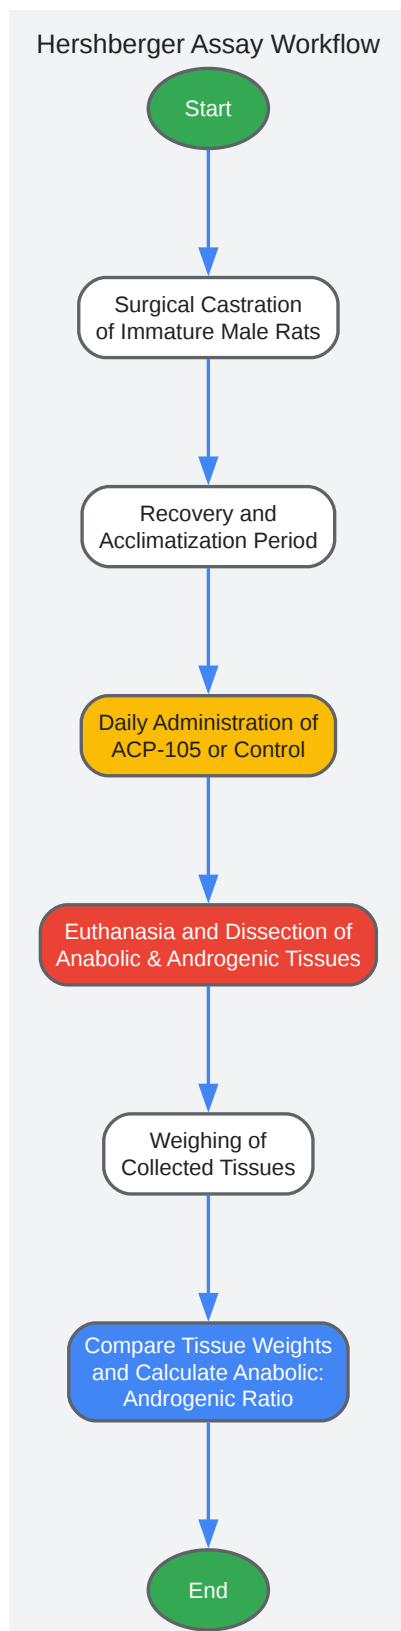 Hershberger Assay Workflow
Start
Surgical Castration
of Immature Male Rats
Recovery and
Acclimatization Period
Daily Administration of
ACP-105 or Control
Euthanasia and Dissection of
Anabolic & Androgenic Tissues
Weighing of
Collected Tissues
Compare Tissue Weights
and Calculate Anabolic:
Androgenic Ratio
End